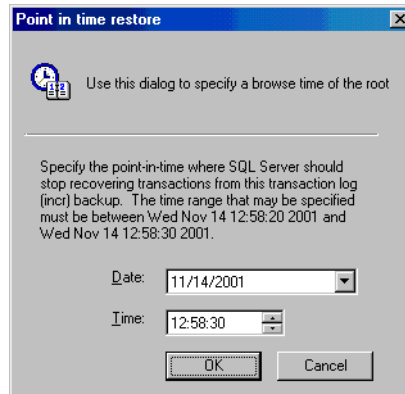 Point in time restore
Use this dialog to specify a browse time of the root
Specify the point-in-time where SQL Server should
stop recovering transactions from this transaction log
(incr) backup. The time range that may be specified
must be between Wed Nov 14 12:58:20 2001 and
Wed Nov 14 12:58:30 2001.
Date: 11/14/2001
Time: 12:58:30
OK Cancel